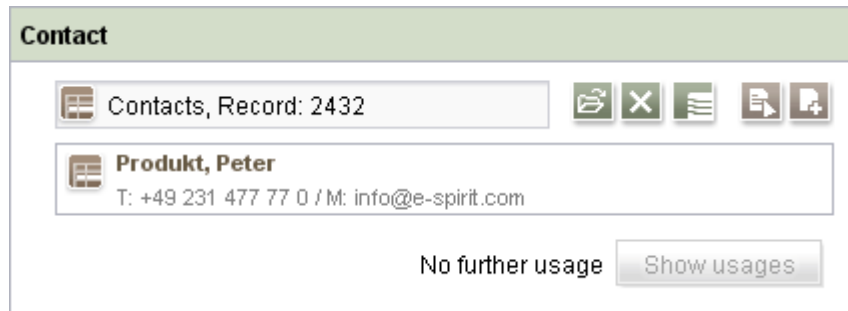 Contact
Contacts, Record: 2432
Produkt, Peter
T: +49 231 477 77 0 / M: info@e-spirit.com
No further usage Show usages